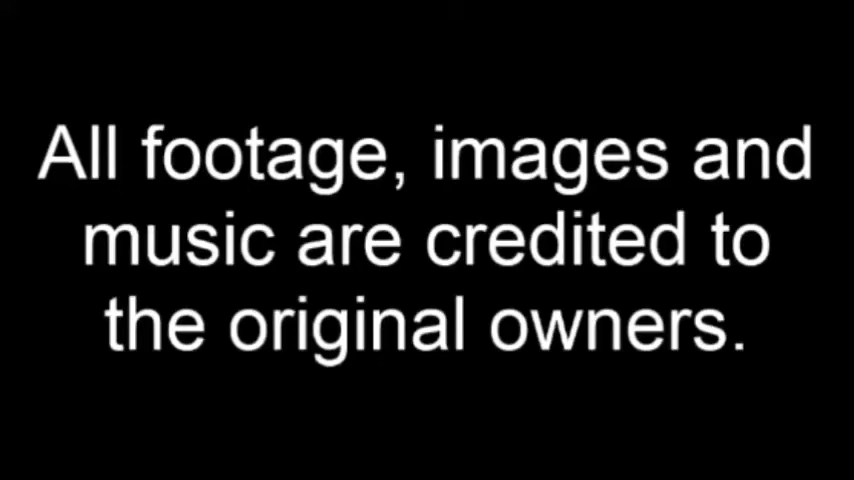 All footage, images and
music are credited to
the original owners.